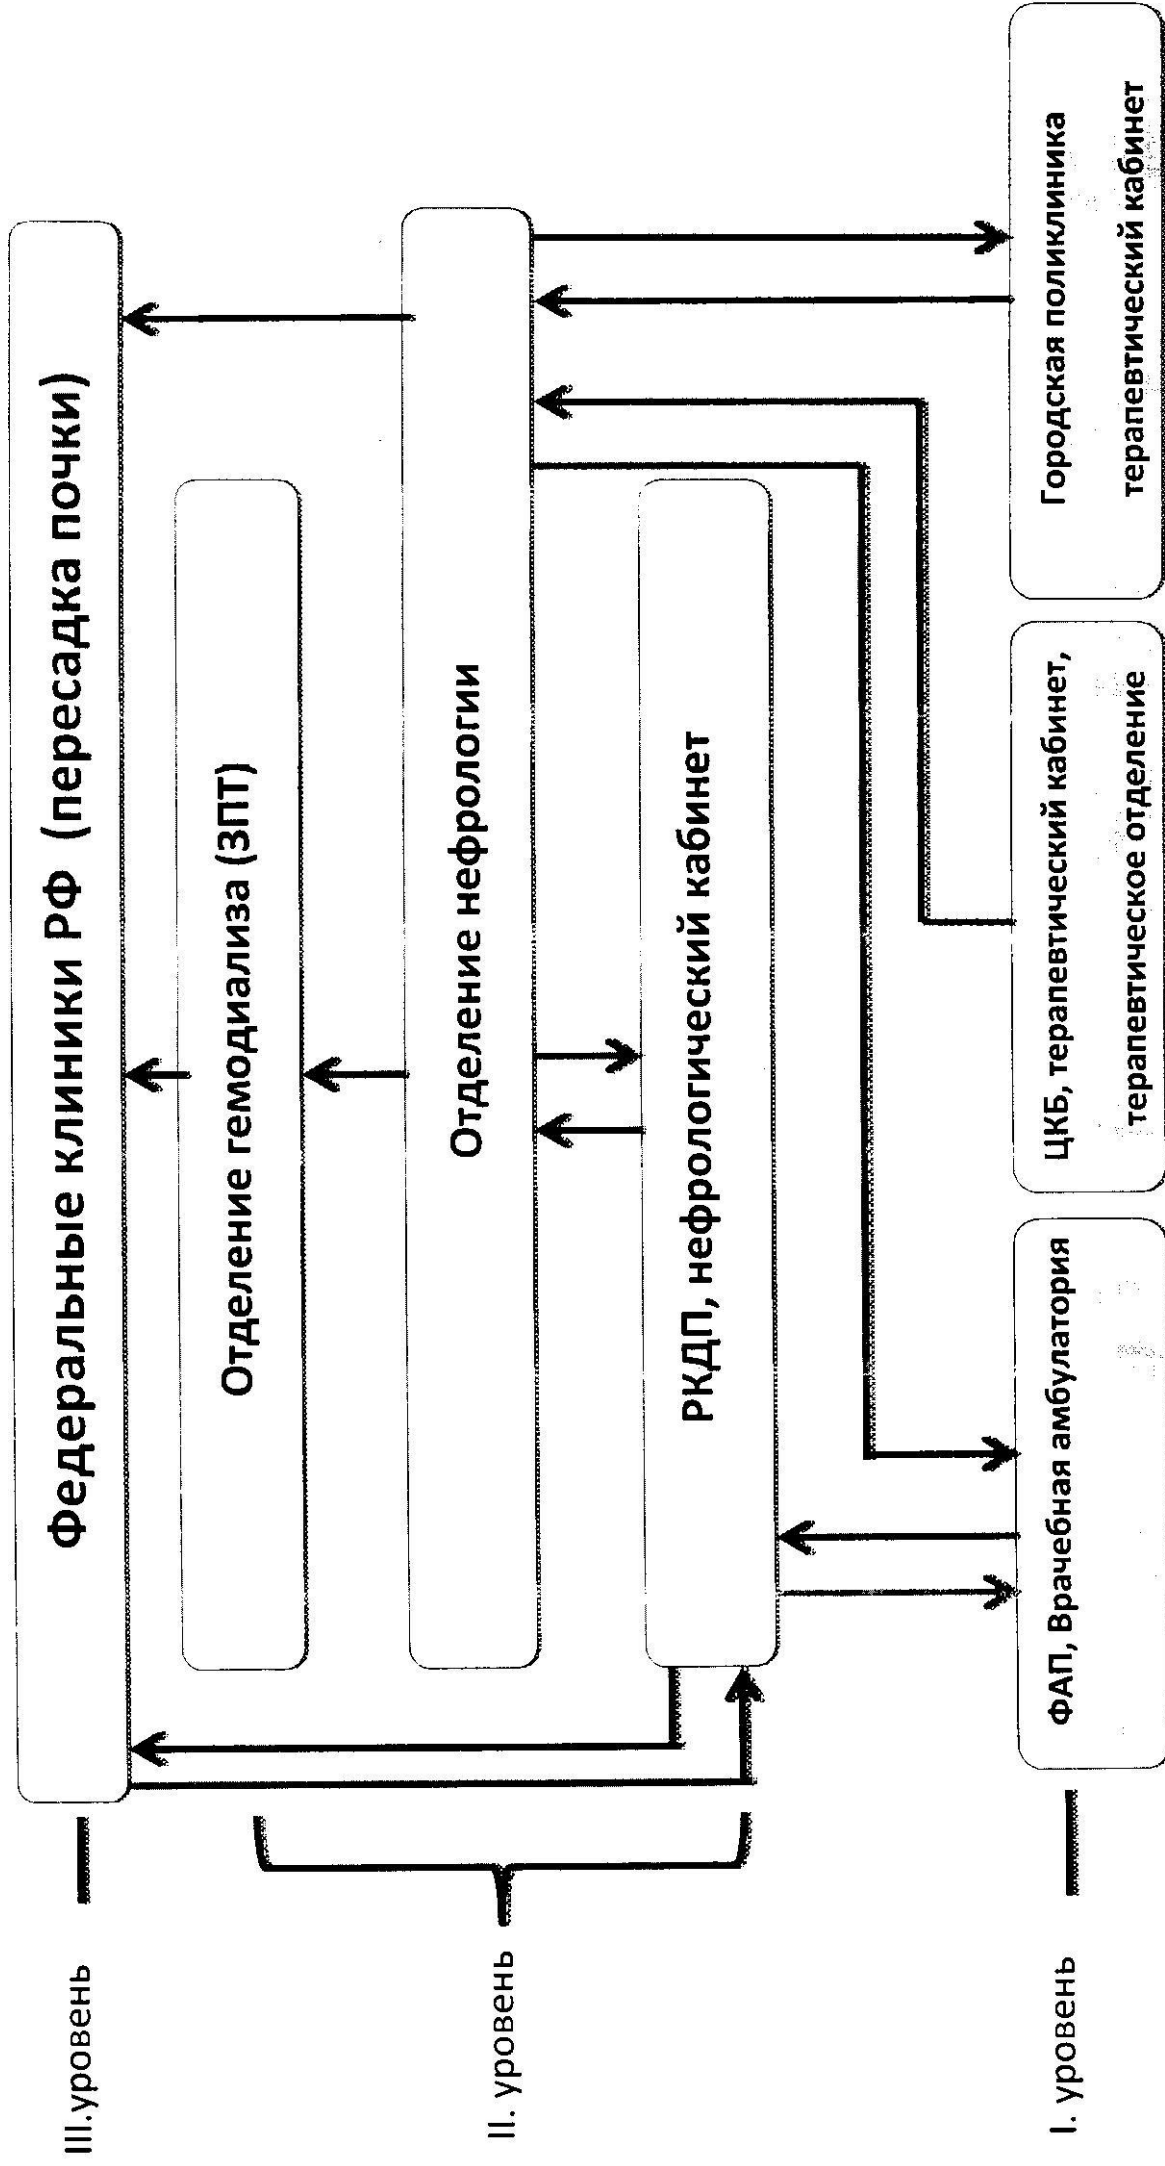 III.уровень
Федеральные клиники РФ (пересадка почки)
Отделение гемодиализа (ЗПТ)
II. уровень
Отделение нефрологии
РКДП, нефрологический кабинет
I. уровень
ФАП, Врачебная амбулатория
ЦКБ, терапевтический кабинет,
терапевтическое отделение
Городская поликлиника
терапевтический кабинет